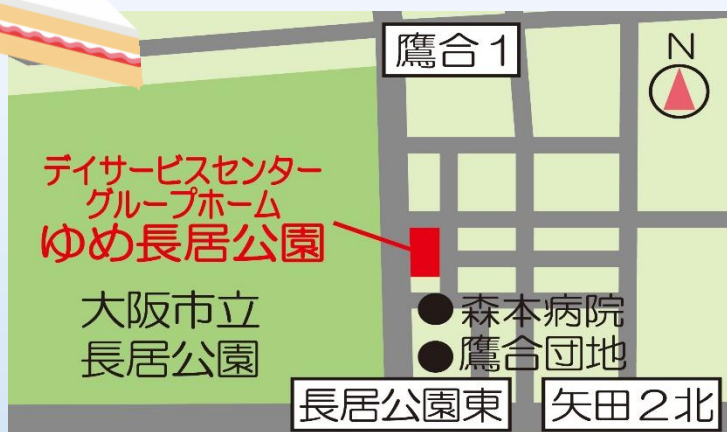 鷹合1
N
デイサービスセンター
グループホーム
ゆめ長居公園
大阪市立
長居公園
森本病院
鷹合団地
長居公園東
矢田2北